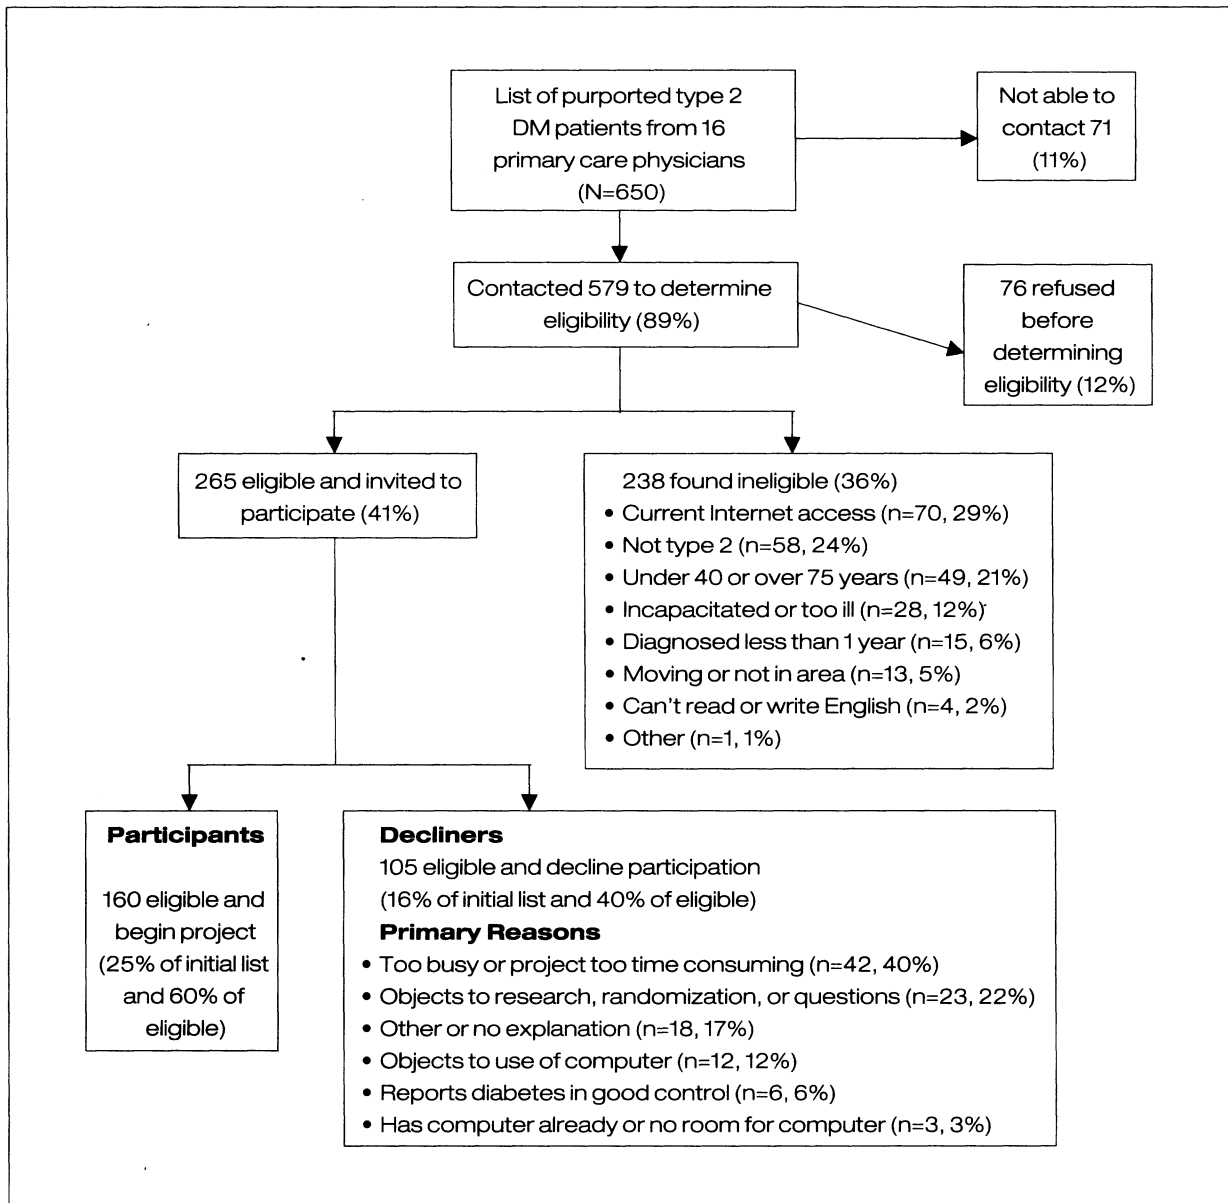 List of purported type 2
DM patients from 16
primary care physicians
(N=650)
Not able to
contact 71
(11%)
Contacted 579 to determine
eligibility (89%)
76 refused
before
determining
eligibility (12%)
265 eligible and invited to
participate (41%)
238 found ineligible (36%)
• Current Internet access (n=70, 29%)
• Not type 2 (n=58, 24%)
• Under 40 or over 75 years (n=49, 21%)
• Incapacitated or too ill (n=28, 12%)
• Diagnosed less than 1 year (n=15, 6%)
• Moving or not in area (n=13, 5%)
• Can't read or write English (n=4, 2%)
• Other (n=1, 1%)
Participants
160 eligible and
begin project
(25% of initial list
and 60% of
eligible)
Decliners
105 eligible and decline participation
(16% of initial list and 40% of eligible)
Primary Reasons
• Too busy or project too time consuming (n=42, 40%)
• Objects to research, randomization, or questions (n=23, 22%)
• Other or no explanation (n=18, 17%)
• Objects to use of computer (n=12, 12%)
• Reports diabetes in good control (n=6, 6%)
• Has computer already or no room for computer (n=3, 3%)